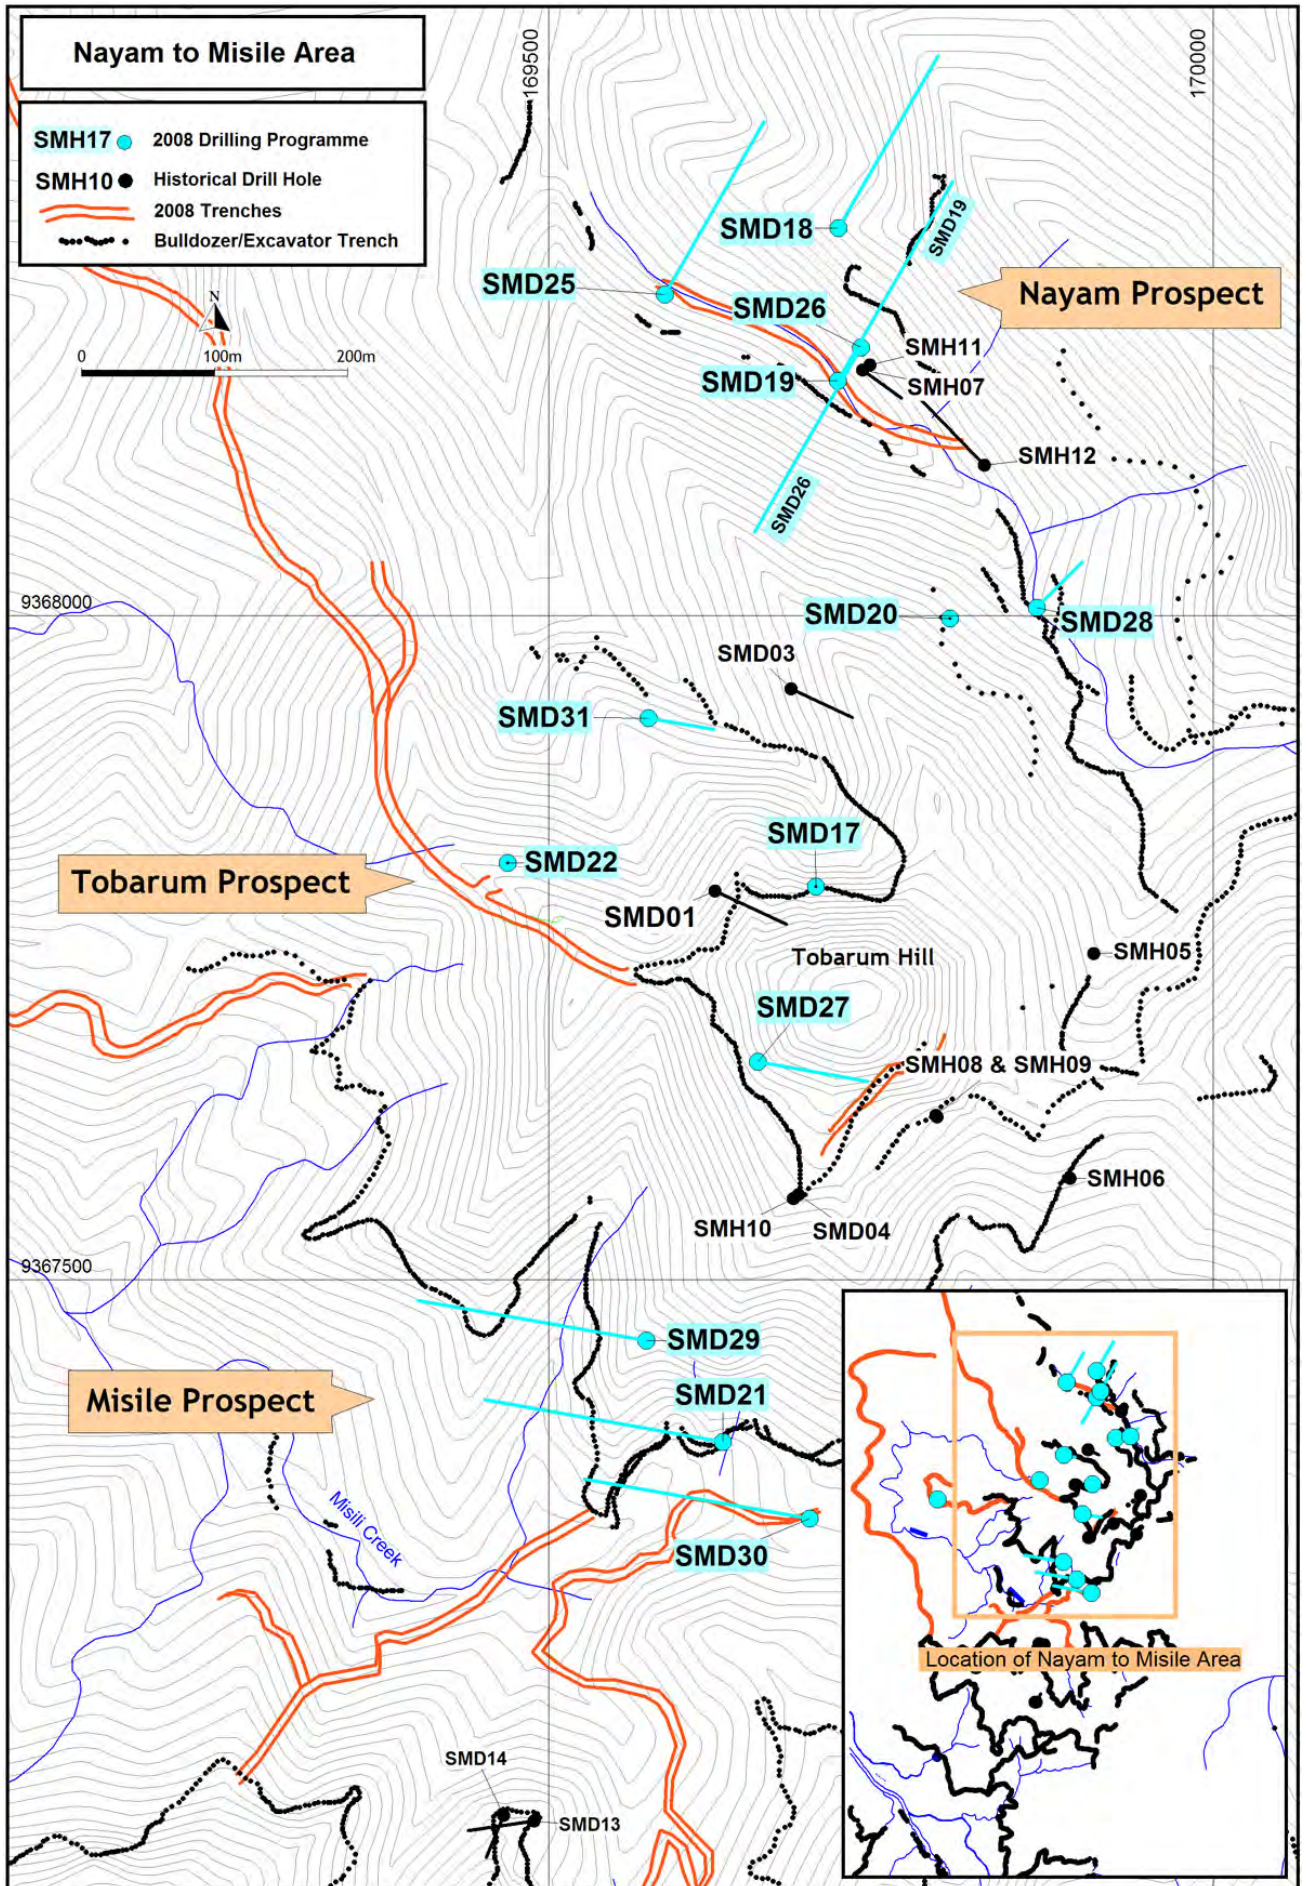 Nayam to Misile Area
169500
170000
SMH17
2008 Drilling Programme
SMH10
Historical Drill Hole
2008 Trenches
Bulldozer/Excavator Trench
SMD18
SMD19
SMD25
Nayam Prospect
SMD26
N
0
100m
200m
SMH11
SMD19
SMH07
SMH12
SMD26
9368000
SMD20
SMD28
SMD03
SMD31
SMD17
SMD22
Tobarum Prospect
SMD01
SMH05
Tobarum Hill
SMD27
SMH08 & SMH09
SMH06
SMH10
SMD04
9367500
SMD29
Misile Prospect
SMD21
Misili Creek
SMD30
Location of Nayam to Misile Area
SMD14
SMD13